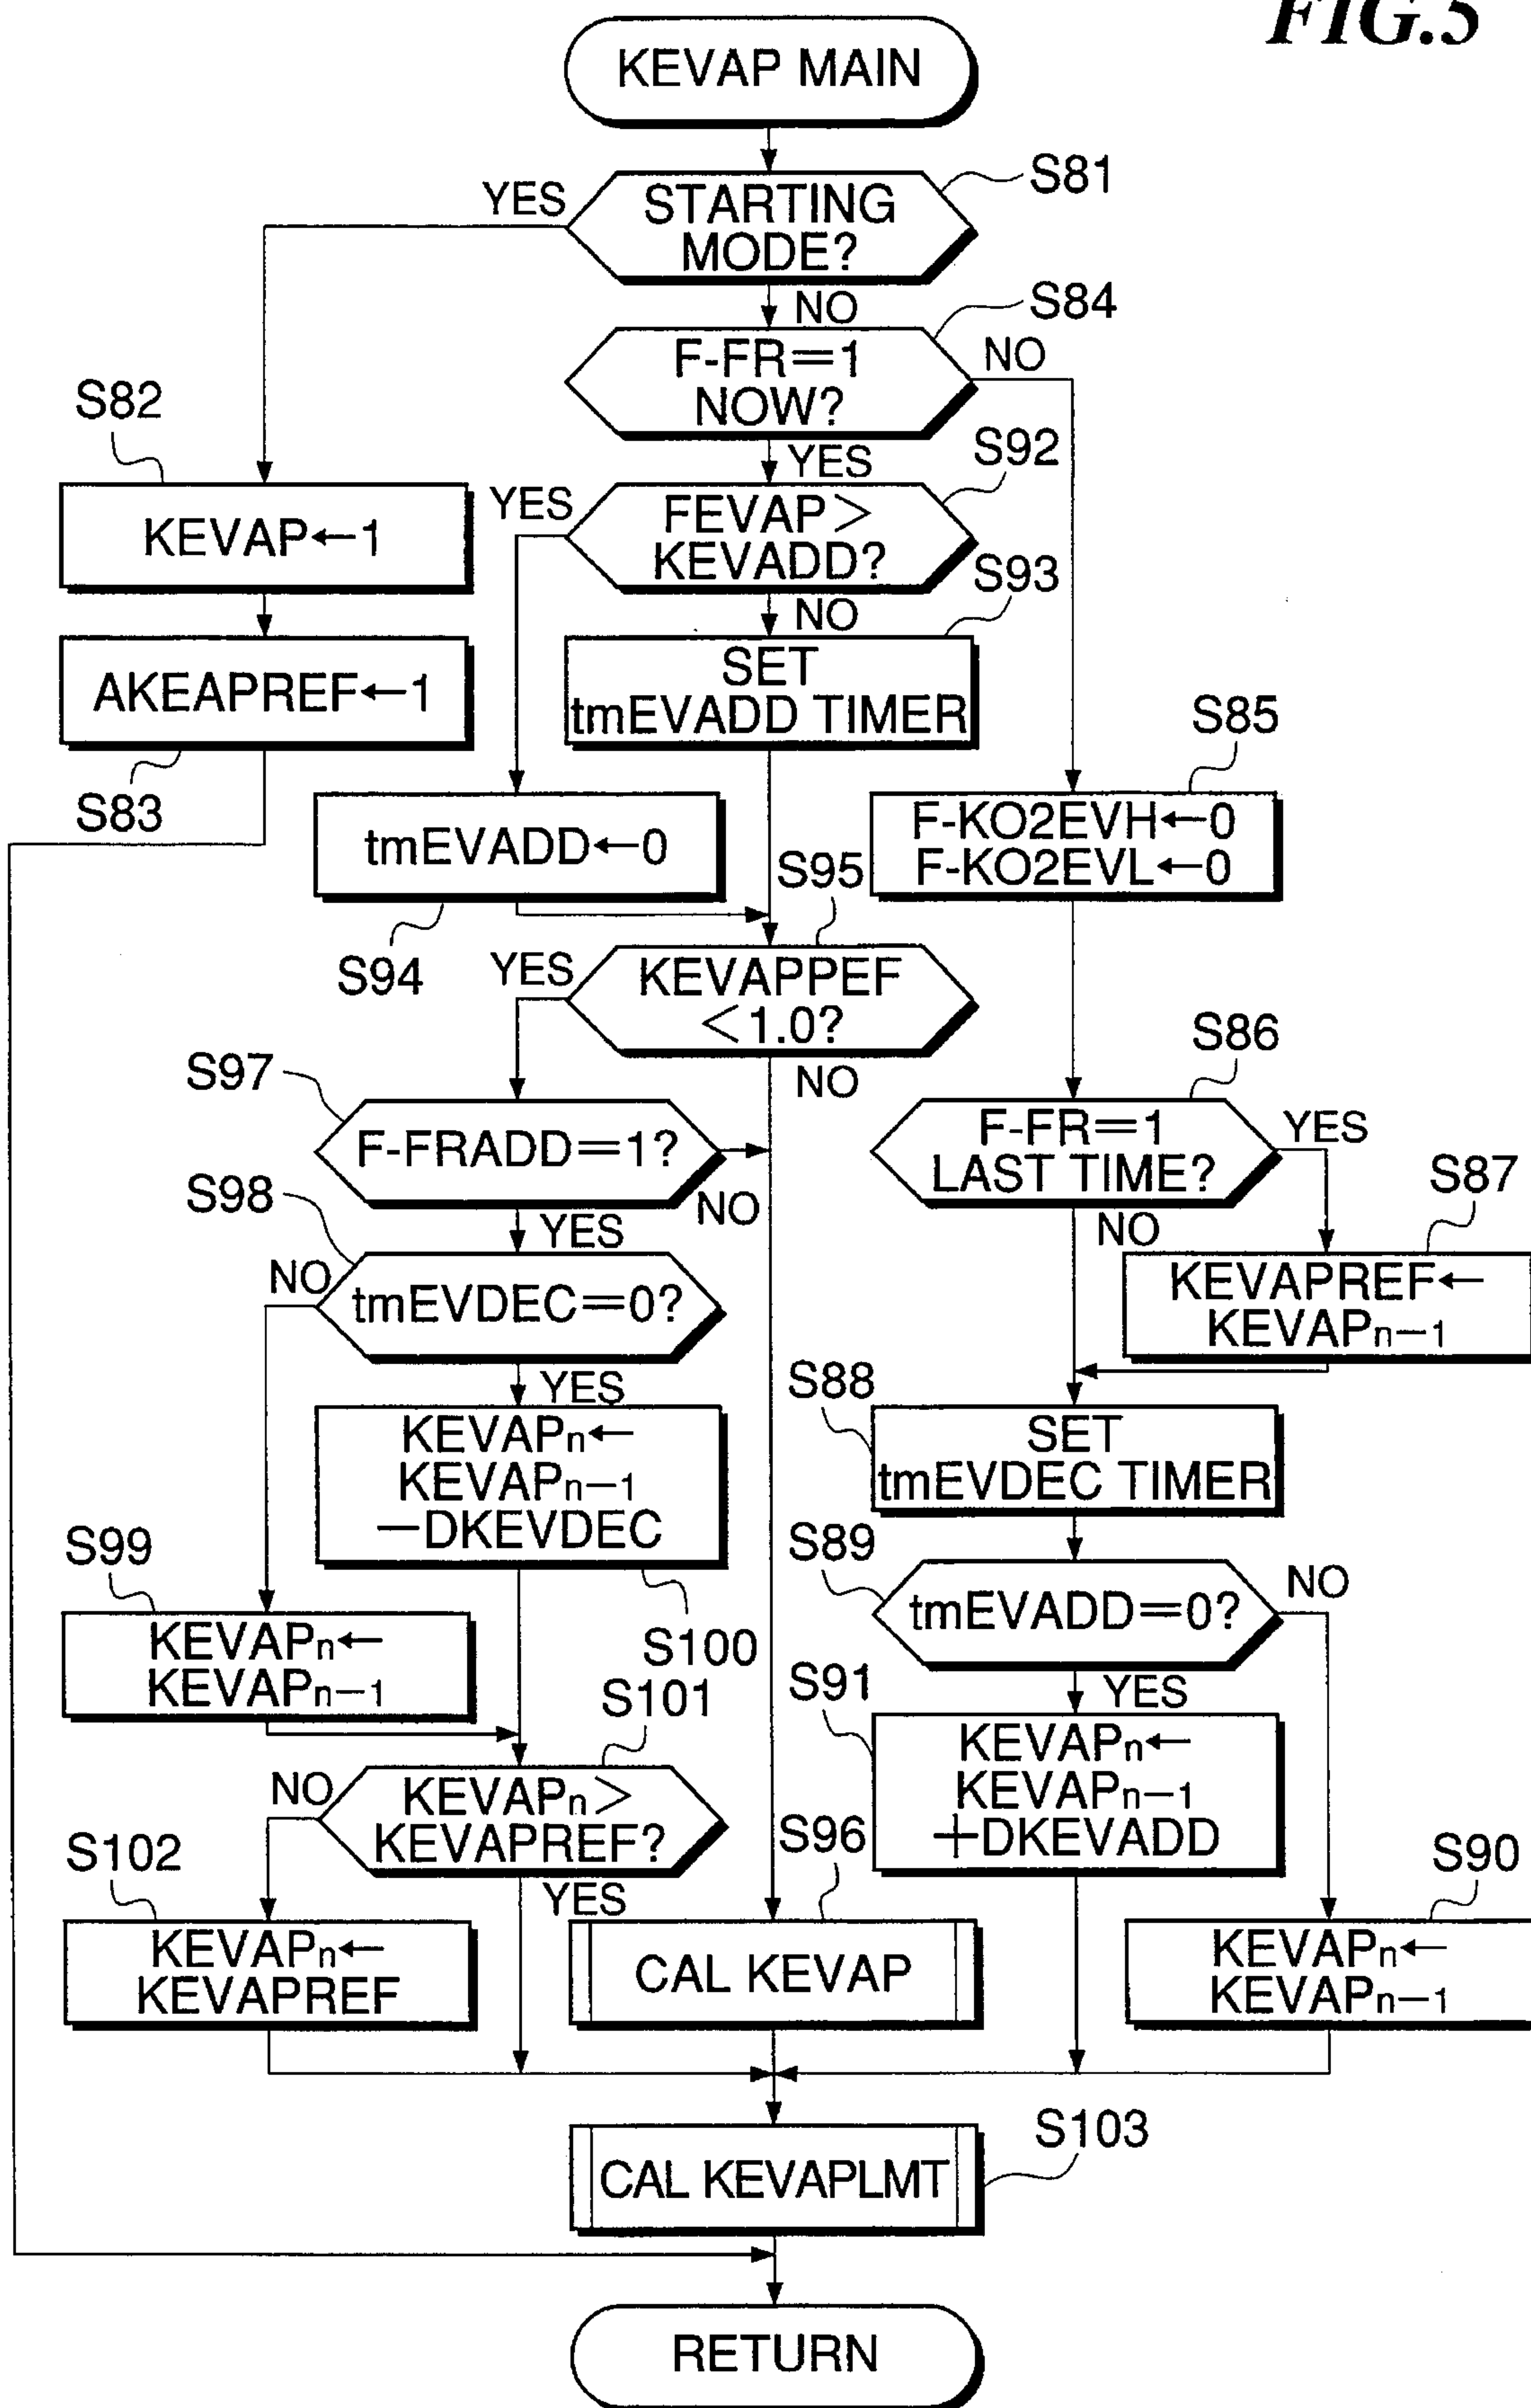 FIG.5
KEVAP MAIN
S81
YES
STARTING
MODE?
NO
S84
F-FR=1
NOW?
NO
S82
YES
S92
KEVAP←1
YES
FEVAP>
KEVADD?
S93
NO
AKEAPREF←1
SET
tmEVADD TIMER
S83
S85
tmEVADD←0
F-KO2EVH←0
F-KO2EVL←0
S94
S95
YES
KEVAPPEF
<1.0?
NO
S97
S86
F-FRADD=1?
NO
F-FR=1
LAST TIME?
YES
S87
S98
YES
NO
NO
tmEVDEC=0?
KEVAPREF←
KEVAPn-1
YES
S88
KEVAPn←
KEVAPn-1
-DKEVDEC
SET
tmEVDEC TIMER
S99
S100
S89
tmEVADD=0?
NO
KEVAPn←
KEVAPn-1
S101
S91
YES
NO
KEVAPn>
KEVAPREF?
KEVAPn←
KEVAPn-1
+DKEVADD
S102
YES
S96
S90
KEVAPn←
KEVAPREF
CAL KEVAP
KEVAPn←
KEVAPn-1
S103
CAL KEVAPLMT
RETURN